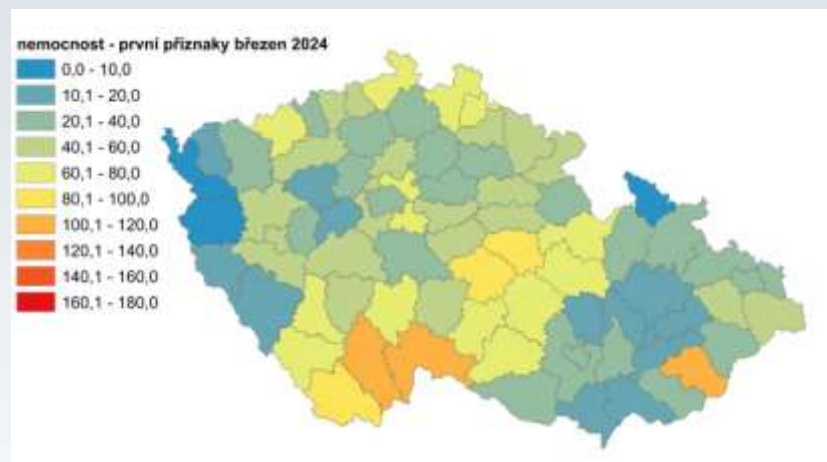 nemocnost - první příznaky březen 2024
0,0 - 10,0
10,1 - 20,0
20,1 - 40,0
40,1 - 60,0
60,1 - 80,0
80,1 - 100,0
100,1 - 120,0
120,1 - 140,0
140,1 - 160,0
160,1 - 180,0